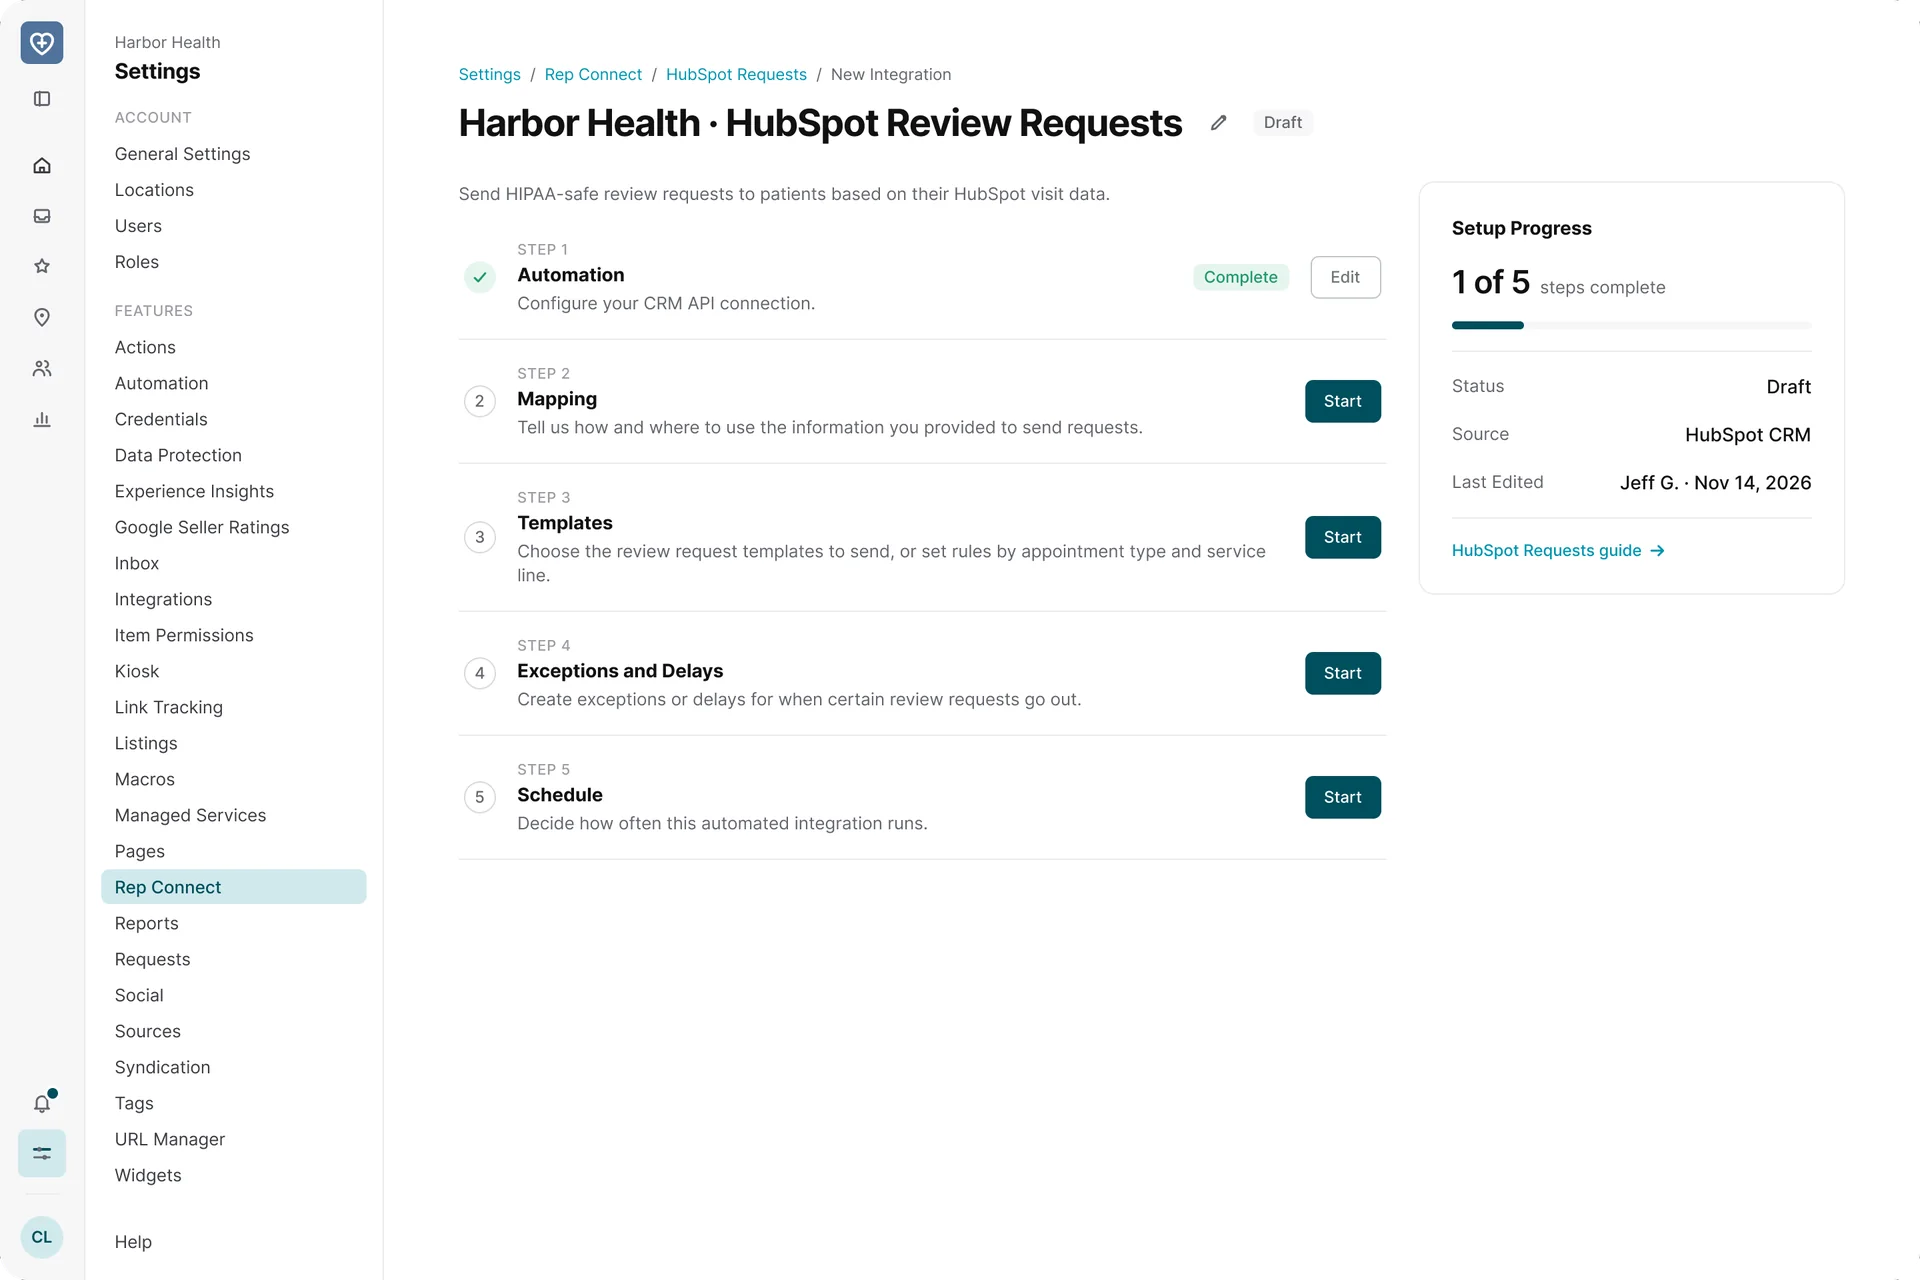 Harbor Health
Settings
ACCOUNT
General Settings
Locations
Users
Roles
FEATURES
Actions
Automation
Credentials
Data Protection
Experience Insights
Google Seller Ratings
Inbox
Integrations
Item Permissions
Kiosk
Link Tracking
Listings
Macros
Managed Services
Pages
Rep Connect
Reports
Requests
Social
Sources
Syndication
Tags
URL Manager
Widgets
Help
CL
Settings / Rep Connect / HubSpot Requests / New Integration
Harbor Health · HubSpot Review Requests Draft
Send HIPAA-safe review requests to patients based on their HubSpot visit data.
STEP 1
Automation
Configure your CRM API connection.
Complete Edit
STEP 2
2 Mapping
Tell us how and where to use the information you provided to send requests.
Start
STEP 3
3 Templates
Choose the review request templates to send, or set rules by appointment type and service
line.
Start
STEP 4
4 Exceptions and Delays
Create exceptions or delays for when certain review requests go out.
Start
STEP 5
5 Schedule
Decide how often this automated integration runs.
Start
Setup Progress
1 of 5 steps complete
Status Draft
Source HubSpot CRM
Last Edited Jeff G. · Nov 14, 2026
HubSpot Requests guide →